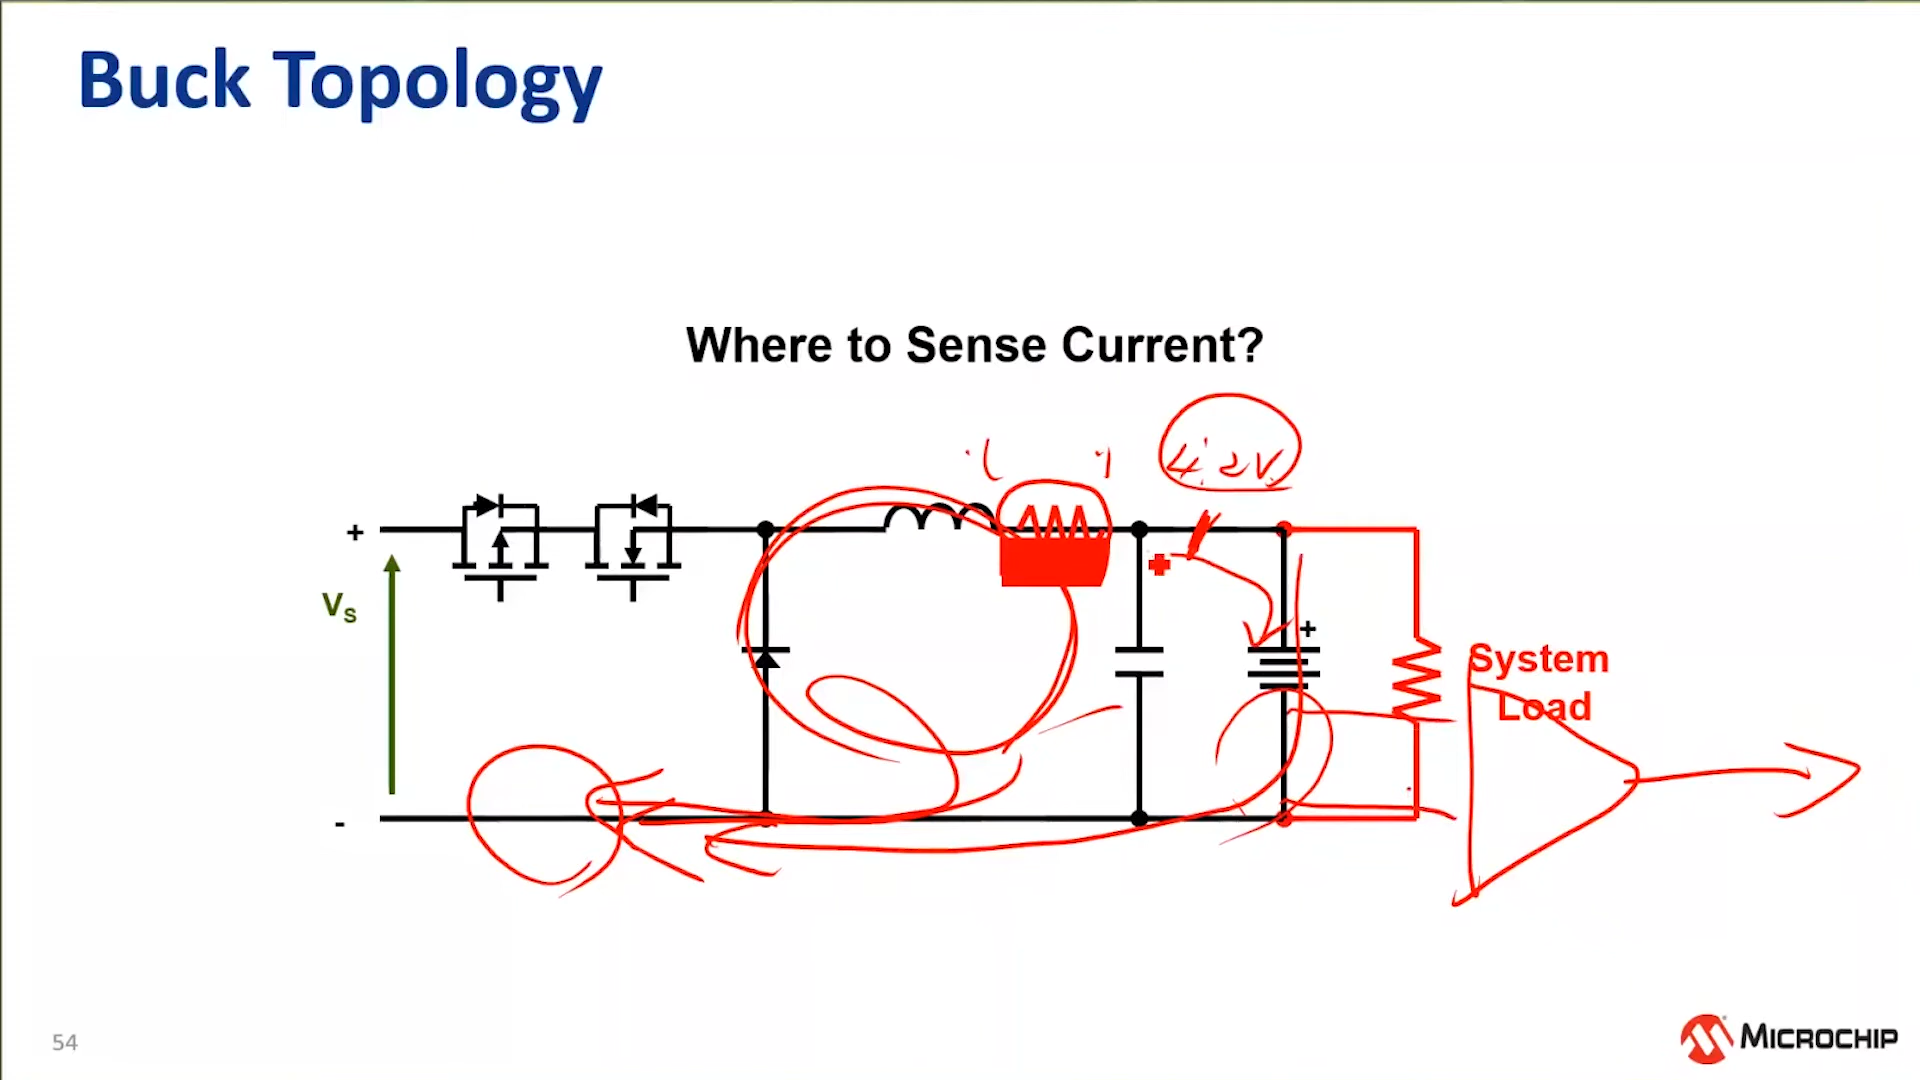 Buck Topology
Where to Sense Current?
4.2V
+
Vs
+
System
Load
-
54
MICROCHIP